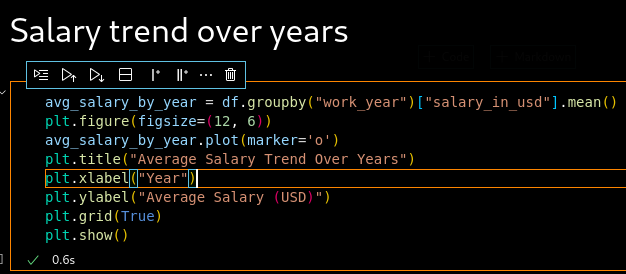 Salary trend over years
avg_salary_by_year = df.groupby("work_year")["salary_in_usd"].mean()
plt.figure(figsize=(12, 6))
avg_salary_by_year.plot(marker='o')
plt.title("Average Salary Trend Over Years")
plt.xlabel("Year")
plt.ylabel("Average Salary (USD)")
plt.grid(True)
plt.show()
] ✓ 0.6s